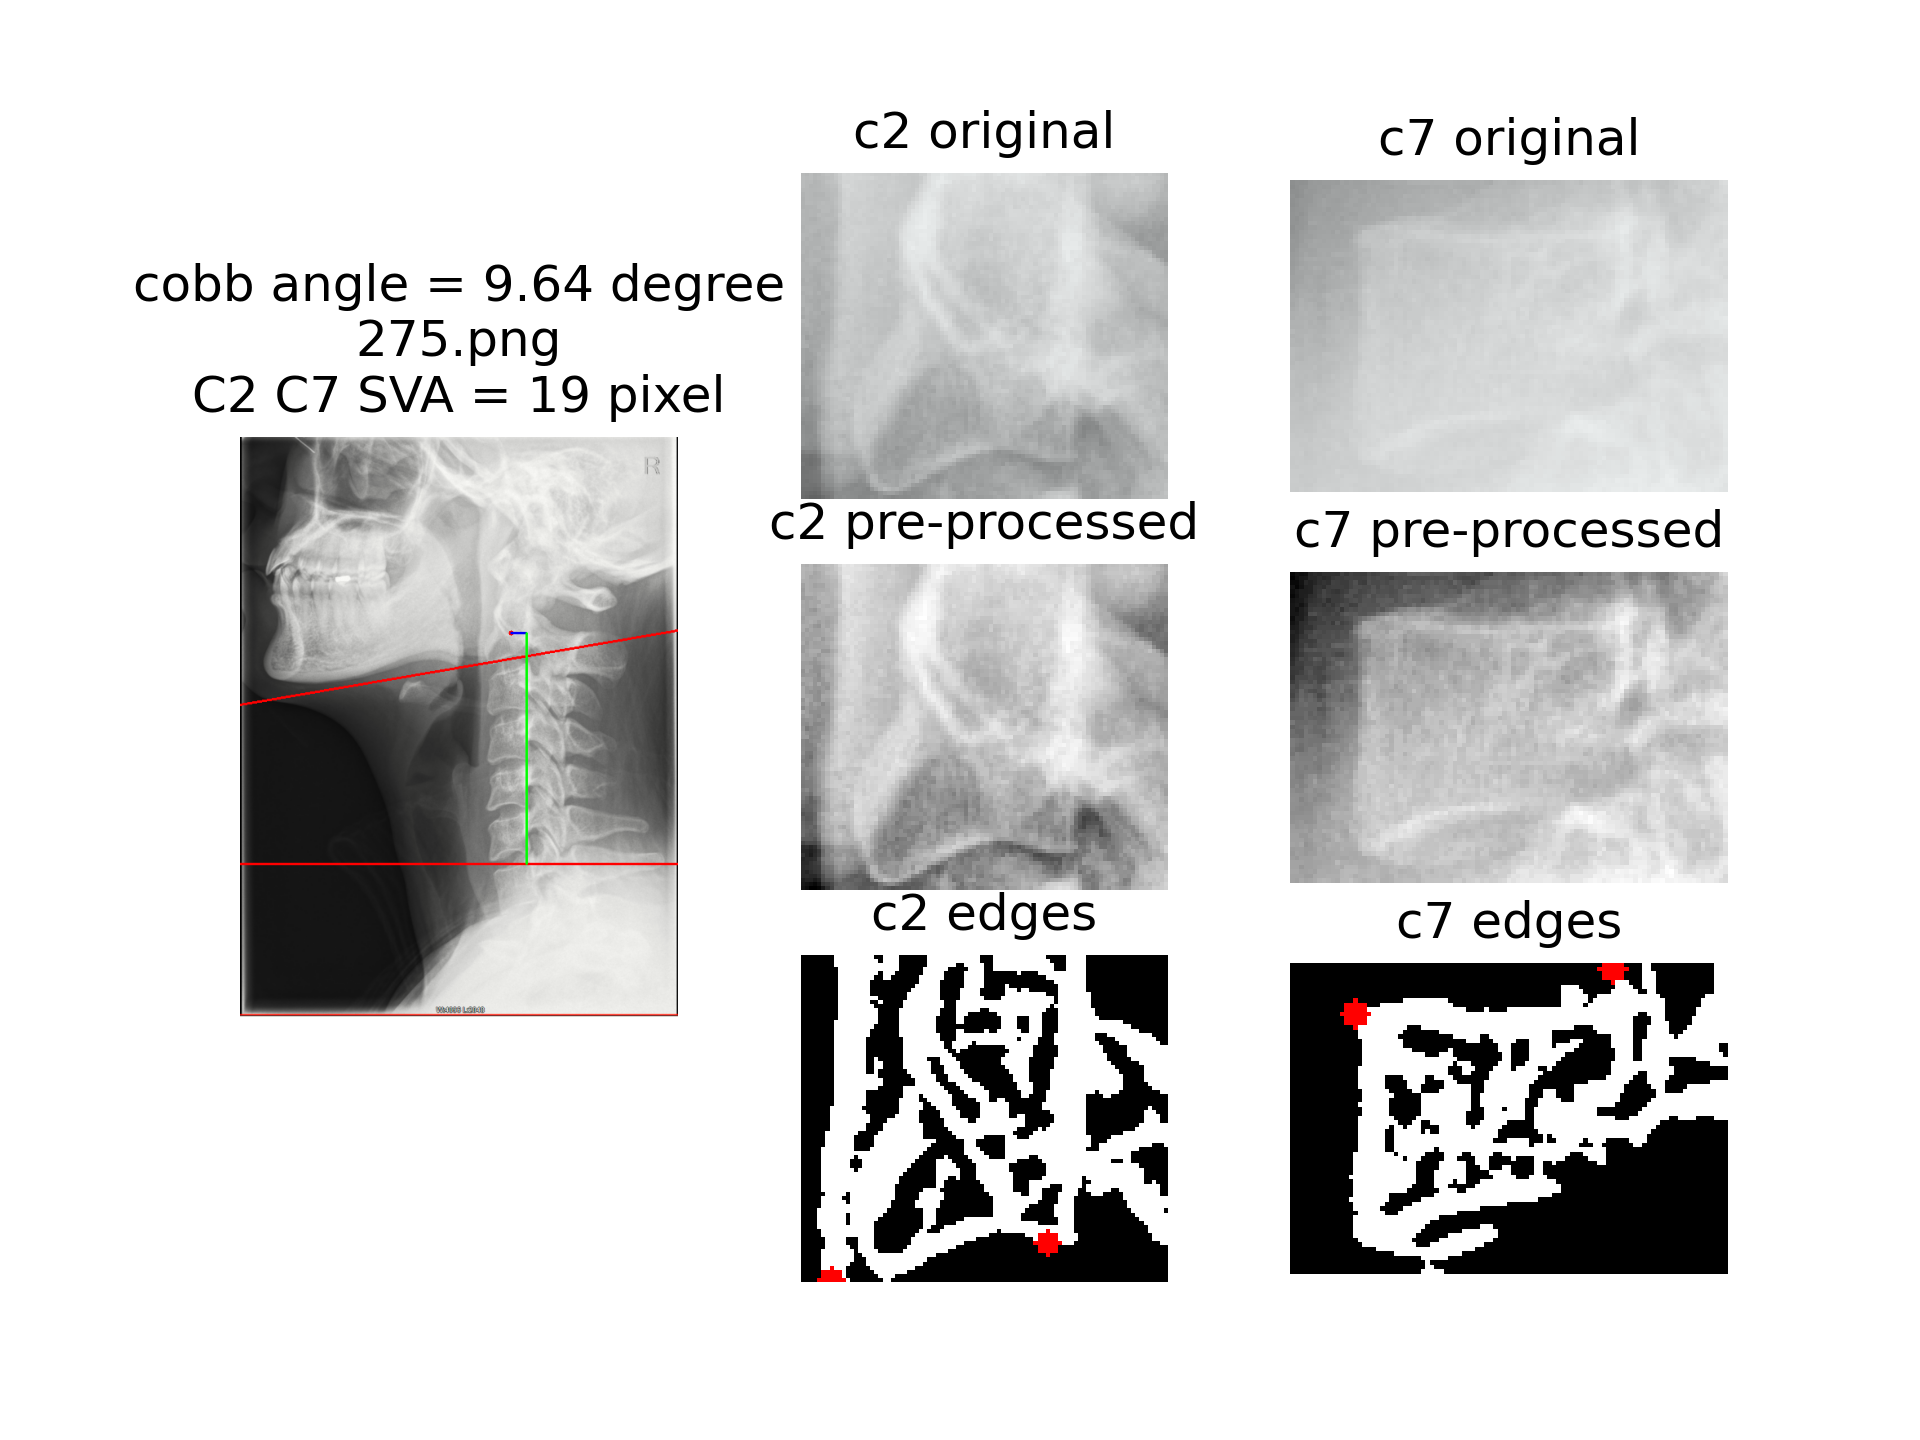 cobb angle = 9.64 degree
275.png
C2 C7 SVA = 19 pixel
R
c2 original
c2 pre-processed
c2 edges
c7 original
c7 pre-processed
c7 edges